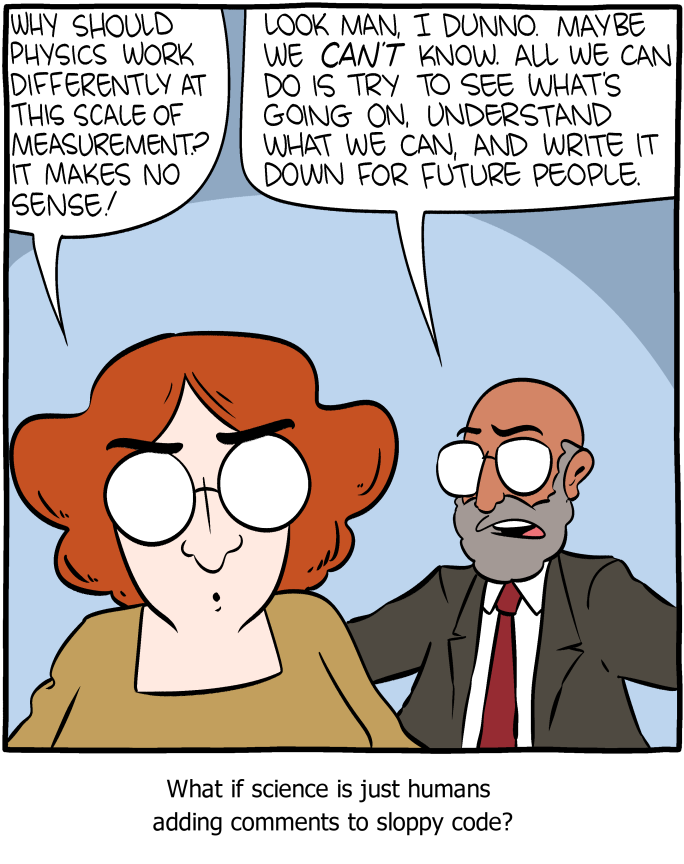 WHY SHOULD
PHYSICS WORK
DIFFERENTLY AT
THIS SCALE OF
MEASUREMENT?
IT MAKES NO
SENSE!
LOOK MAN, I DUNNO. MAYBE
WE CAN'T KNOW. ALL WE CAN
DO IS TRY TO SEE WHAT'S
GOING ON, UNDERSTAND
WHAT WE CAN, AND WRITE IT
DOWN FOR FUTURE PEOPLE.
What if science is just humans
adding comments to sloppy code?